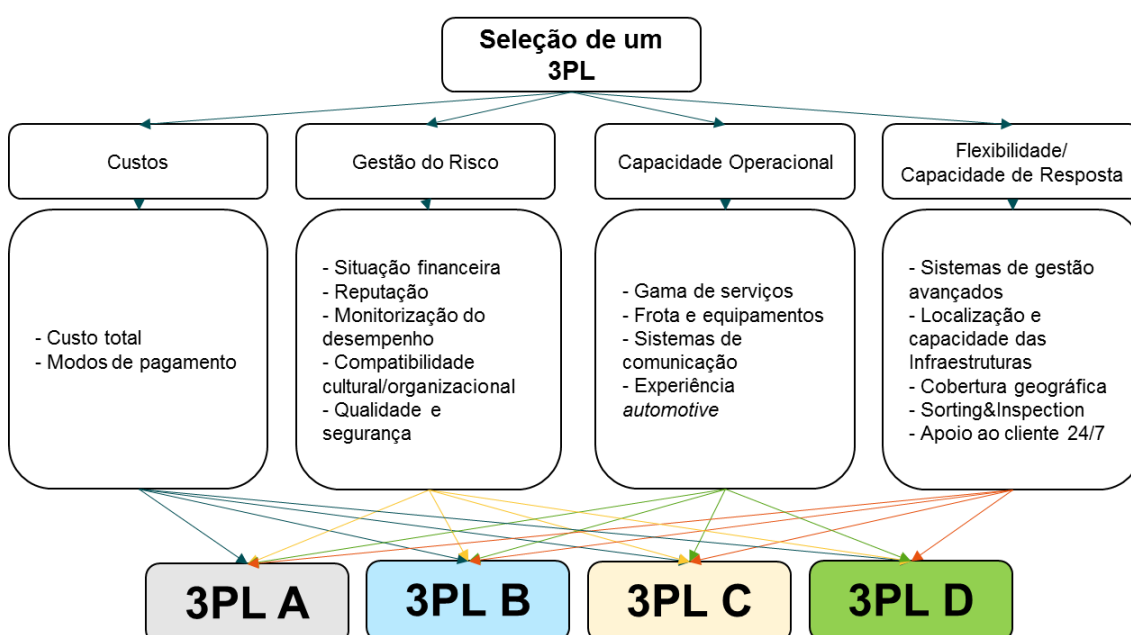 Seleção de um
3PL
Custos
Gestão do Risco
Capacidade Operacional
Flexibilidade/
Capacidade de Resposta
- Custo total
- Modos de pagamento
- Situação financeira
- Reputação
- Monitorização do
desempenho
- Compatibilidade
cultural/organizacional
- Qualidade e
segurança
- Gama de serviços
- Frota e equipamentos
- Sistemas de
comunicação
- Experiência
automotive
- Sistemas de gestão
avançados
- Localização e
capacidade das
Infraestruturas
- Cobertura geográfica
- Sorting&Inspection
- Apoio ao cliente 24/7
3PL A
3PL B
3PL C
3PL D